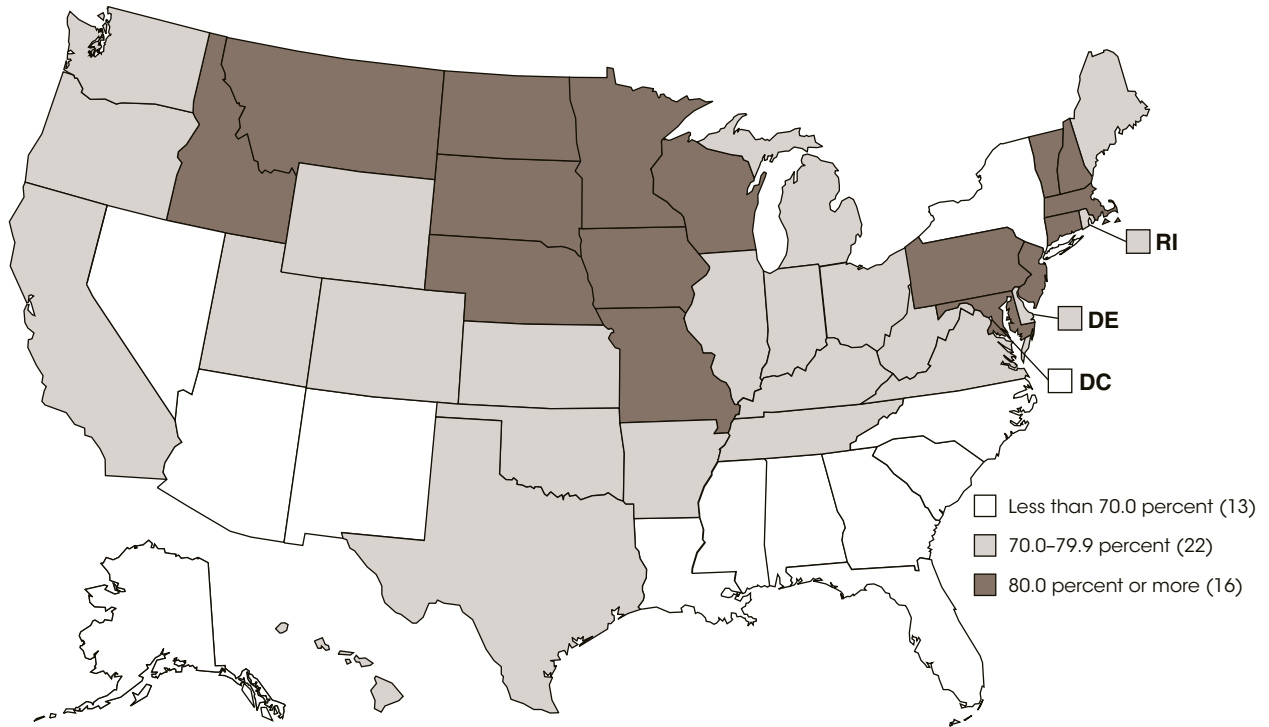 RI
DE
DC
Less than 70.0 percent (13)
70.0–79.9 percent (22)
80.0 percent or more (16)